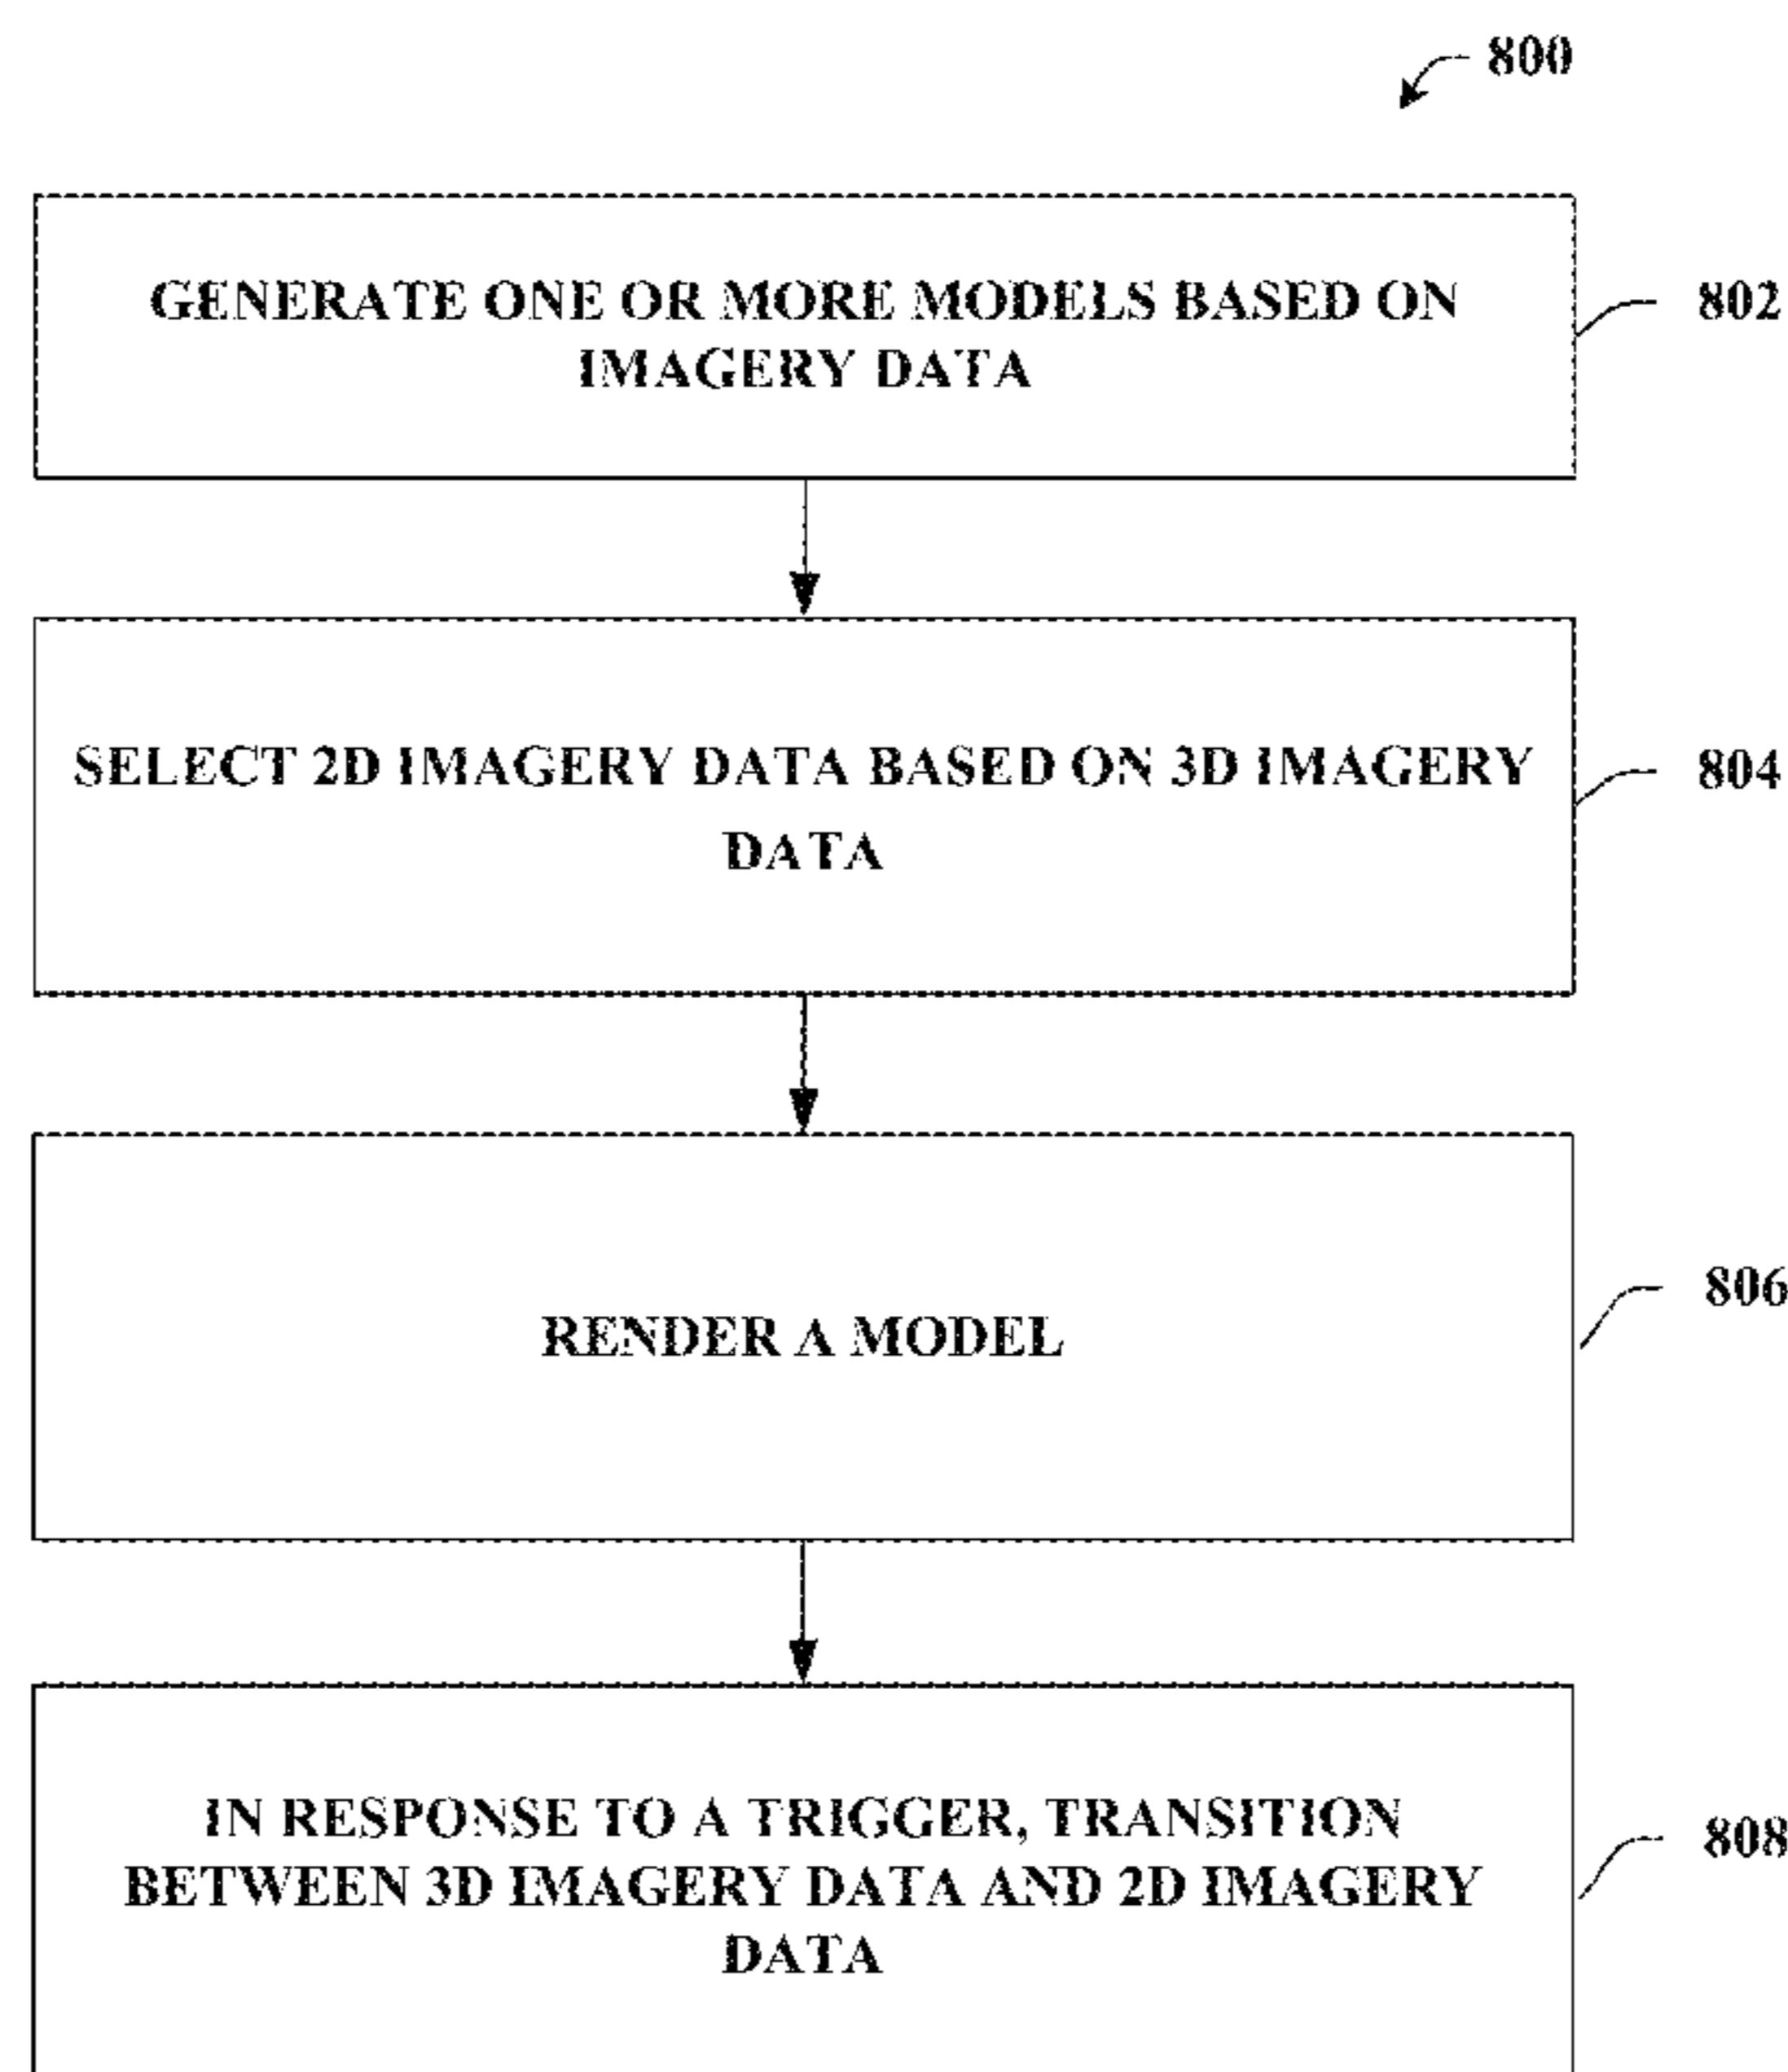 800
GENERATE ONE OR MORE MODELS BASED ON
IMAGERY DATA
802
SELECT 2D IMAGERY DATA BASED ON 3D IMAGERY
DATA
804
RENDER A MODEL
806
IN RESPONSE TO A TRIGGER, TRANSITION
BETWEEN 3D IMAGERY DATA AND 2D IMAGERY
DATA
808